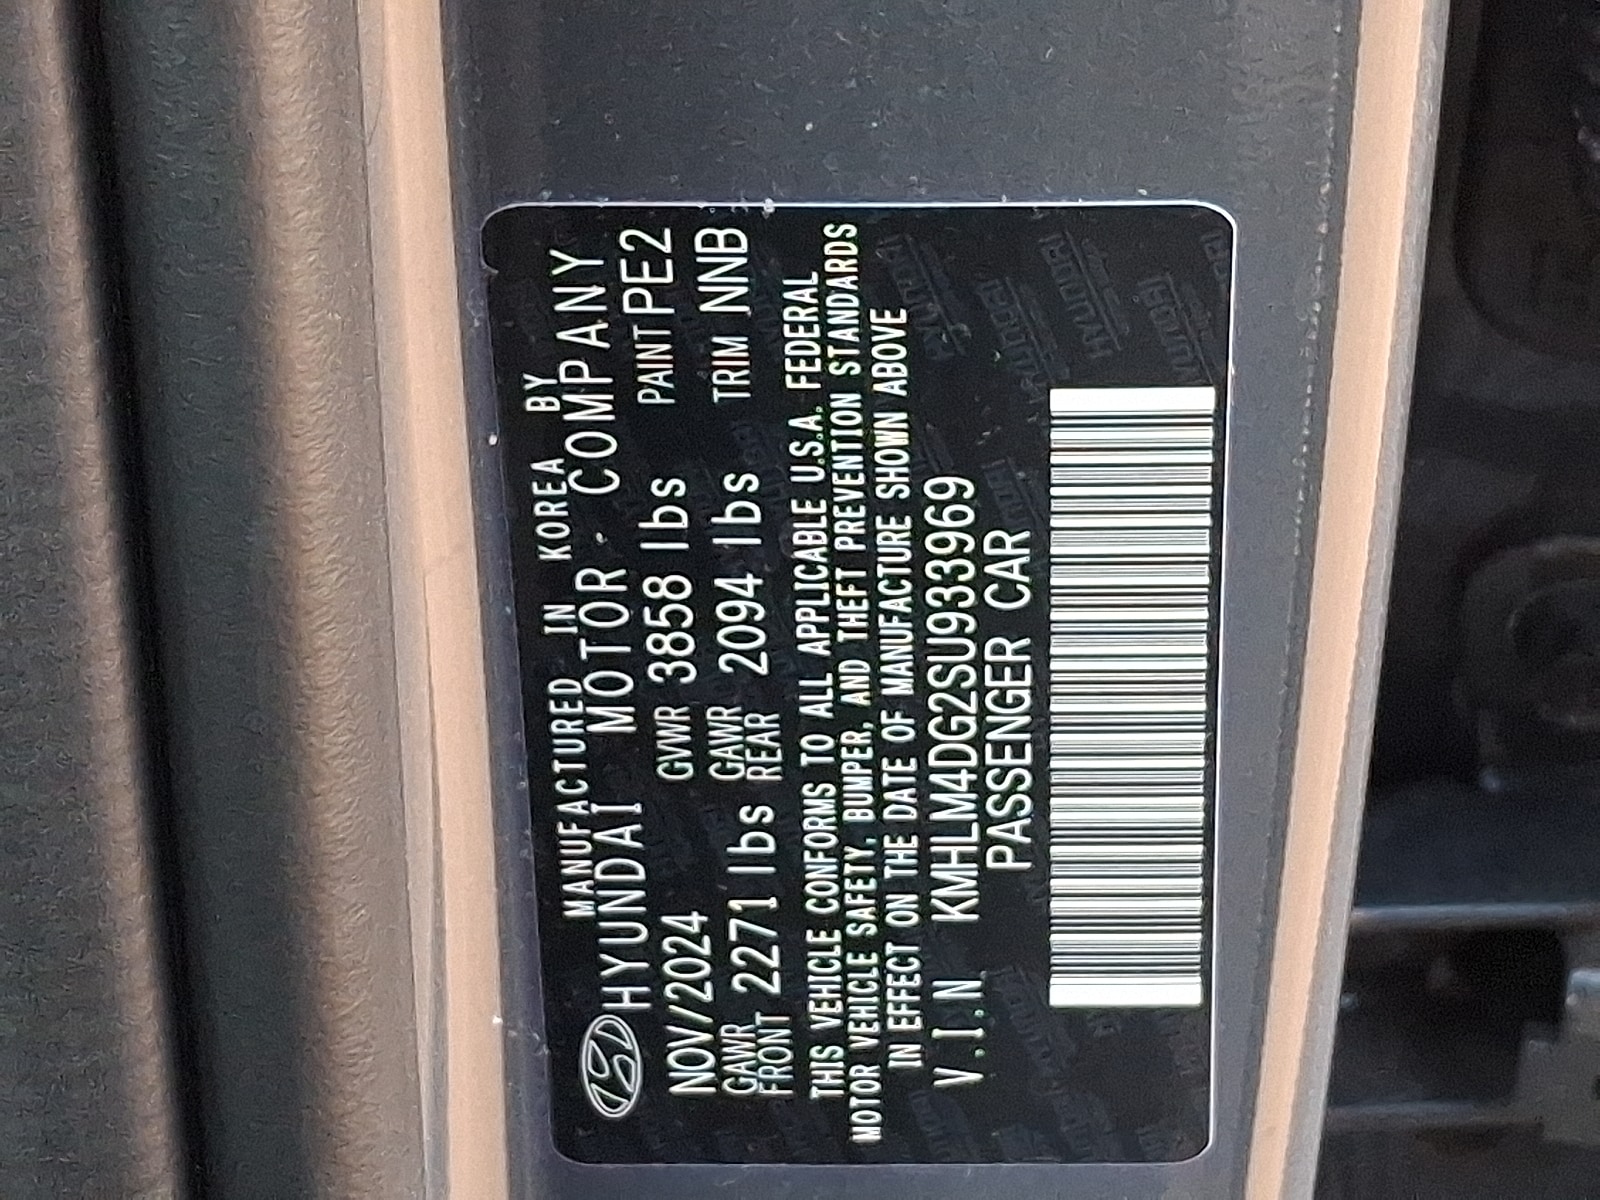 MANUFACTURED IN KOREA BY
HYUNDAI MOTOR COMPANY
NOV/2024 GVWR 3858 lbs PAINT PE2
GAWR FRONT 2271 lbs GAWR REAR 2094 lbs TRIM NNB
THIS VEHICLE CONFORMS TO ALL APPLICABLE U.S.A. FEDERAL
MOTOR VEHICLE SAFETY, BUMPER, AND THEFT PREVENTION STANDARDS
IN EFFECT ON THE DATE OF MANUFACTURE SHOWN ABOVE
V.I.N KMHLM4DG2SU933969
PASSENGER CAR